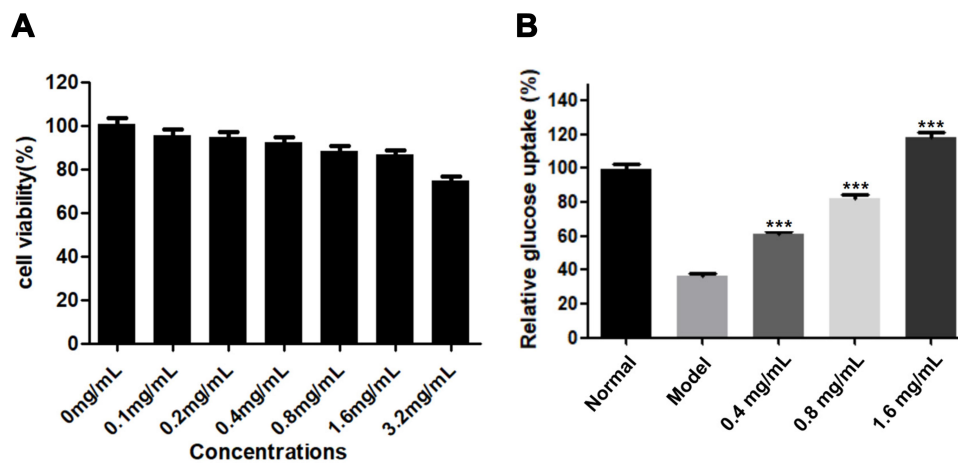 A
cell viability(%)
120
100
80
60
40
20
0
0mg/mL
0.1mg/mL
0.2mg/mL
0.4mg/mL
0.8mg/mL
1.6mg/mL
3.2mg/mL
Concentrations
B
Relative glucose uptake (%)
140
120
100
80
60
40
20
0
***
***
***
Normal
Model
0.4 mg/mL
0.8 mg/mL
1.6 mg/mL